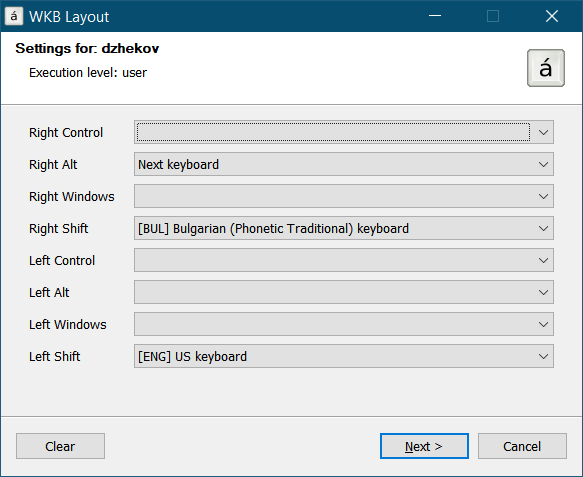 á WKB Layout
Settings for: dzhekov
Execution level: user
á
Right Control
Right Alt Next keyboard
Right Windows
Right Shift [BUL] Bulgarian (Phonetic Traditional) keyboard
Left Control
Left Alt
Left Windows
Left Shift [ENG] US keyboard
Clear Next > Cancel